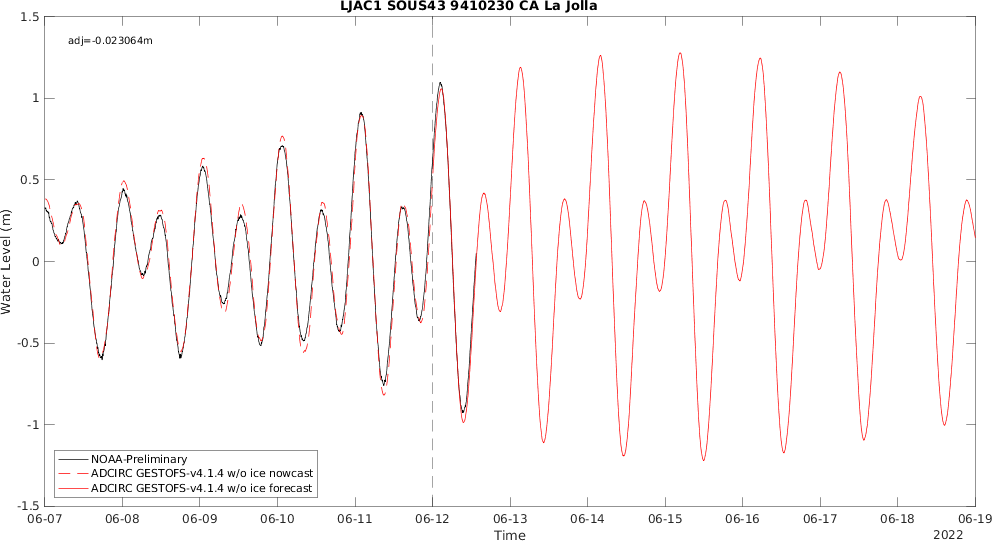 LJAC1 SOUS43 9410230 CA La Jolla
adj=-0.023064m
Water Level (m)
1.5
1
0.5
0
-0.5
-1
-1.5
NOAA-Preliminary
ADCIRC GESTOFS-v4.1.4 w/o ice nowcast
ADCIRC GESTOFS-v4.1.4 w/o ice forecast
06-07 06-08 06-09 06-10 06-11 06-12 06-13 06-14 06-15 06-16 06-17 06-18 06-19
Time
2022